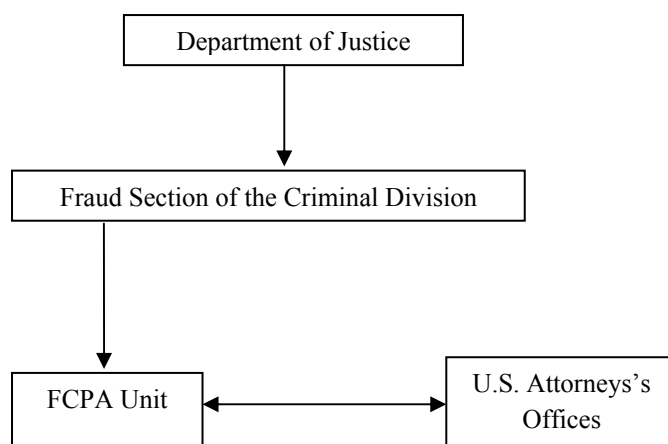 Department of Justice
Fraud Section of the Criminal Division
FCPA Unit
U.S. Attorneys's
Offices